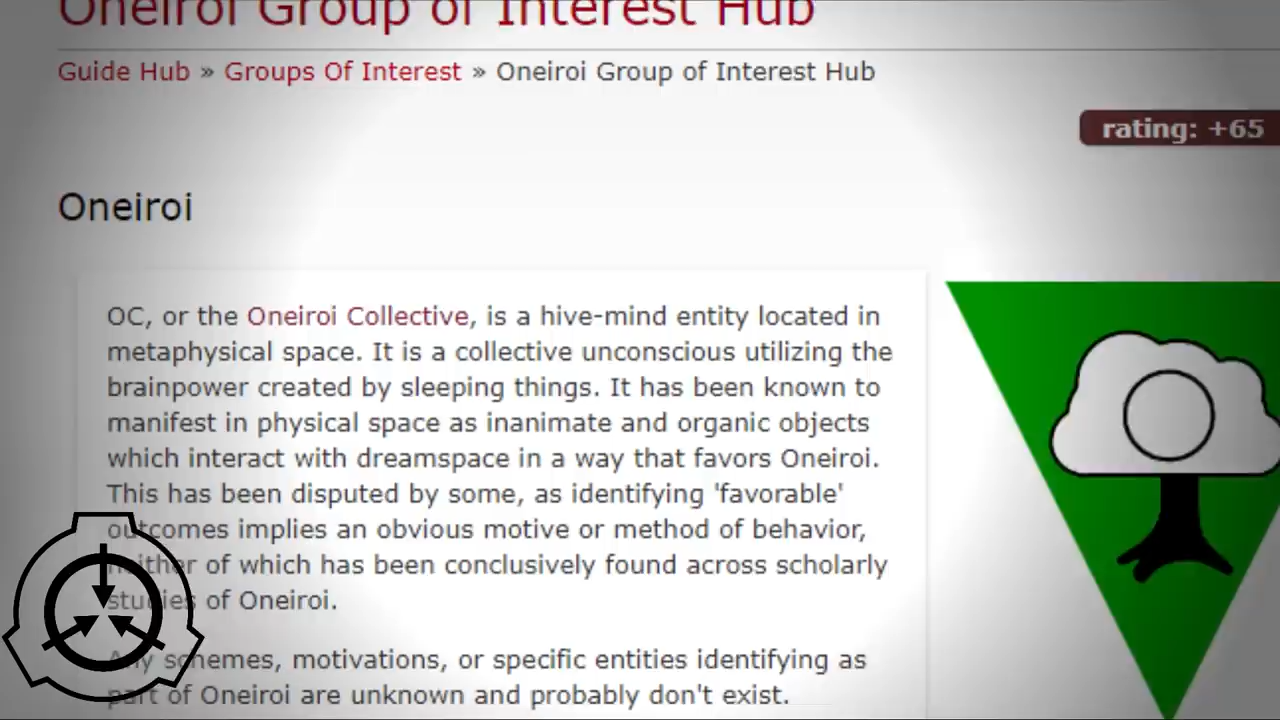 Oneiroi Group of Interest Hub
Guide Hub » Groups Of Interest » Oneiroi Group of Interest Hub
rating: +65
Oneiroi
OC, or the Oneiroi Collective, is a hive-mind entity located in
metaphysical space. It is a collective unconscious utilizing the
brainpower created by sleeping things. It has been known to
manifest in physical space as inanimate and organic objects
which interact with dreamspace in a way that favors Oneiroi.
This has been disputed by some, as identifying 'favorable'
outcomes implies an obvious motive or method of behavior,
neither of which has been conclusively found across scholarly
studies of Oneiroi.
Any schemes, motivations, or specific entities identifying as
part of Oneiroi are unknown and probably don't exist.